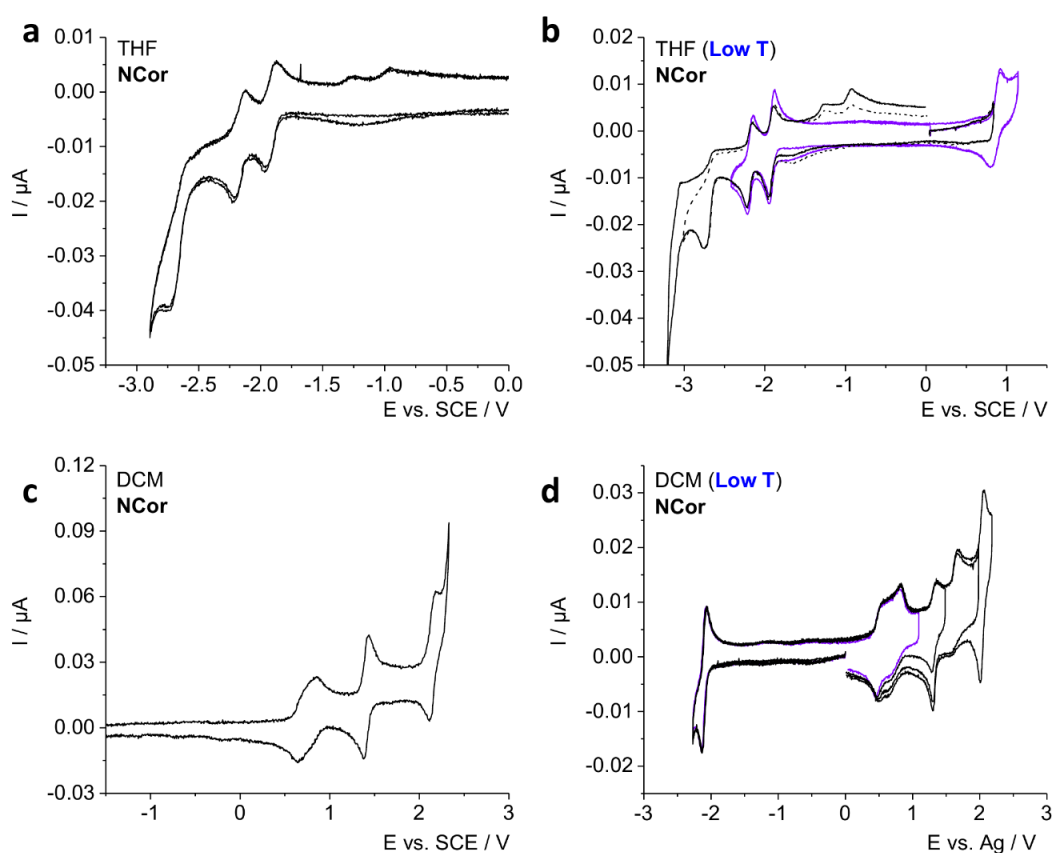 a
THF
NCor
0.01
0.00
-0.01
-0.02
-0.03
-0.04
-0.05
I / µA
-3.0 -2.5 -2.0 -1.5 -1.0 -0.5 0.0
E vs. SCE / V
b
THF (Low T)
NCor
0.02
0.01
0.00
-0.01
-0.02
-0.03
-0.04
-0.05
I / µA
-3 -2 -1 0 1
E vs. SCE / V
c
DCM
NCor
0.12
0.09
0.06
0.03
0.00
-0.03
I / µA
-1 0 1 2 3
E vs. SCE / V
d
DCM (Low T)
NCor
0.03
0.02
0.01
0.00
-0.01
-0.02
I / µA
-3 -2 -1 0 1 2 3
E vs. Ag / V